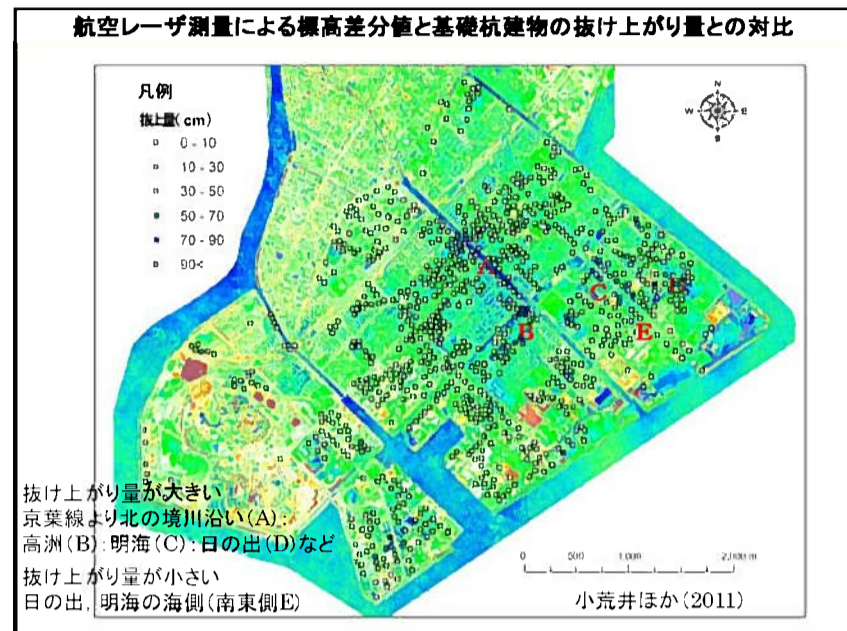 航空レーザ測量による標高差分値と基礎杭建物の抜け上がり量との対比
凡例
抜上量(cm)
0 - 10
10 - 30
30 - 50
50 - 70
70 - 90
90<
N
W
E
S
A
B
C
D
E
抜け上がり量が大きい
京葉線より北の境川沿い(A):
高洲(B):明海(C):日の出(D)など
抜け上がり量が小さい
日の出, 明海の海側(南東側E)
0 500 1,000 2,000 m
小荒井ほか(2011)